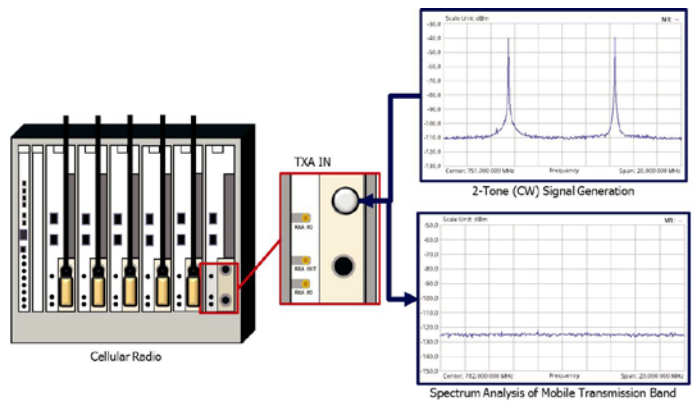 Scale Unit: dBm
M1: --
-30.0
-40.0
-50.0
-60.0
-70.0
-80.0
-90.0
-100.0
-110.0
-120.0
-130.0
Center: 751.000 000 MHz
Frequency
Span: 20.000 000 MHz
2-Tone (CW) Signal Generation
TXA IN
RXA IO
RXA OUT
RXA IO
Cellular Radio
Scale Unit: dBm
M1: --
-50.0
-60.0
-70.0
-80.0
-90.0
-100.0
-110.0
-120.0
-130.0
-140.0
-150.0
Center: 782.000 000 MHz
Frequency
Span: 20.000 000 MHz
Spectrum Analysis of Mobile Transmission Band